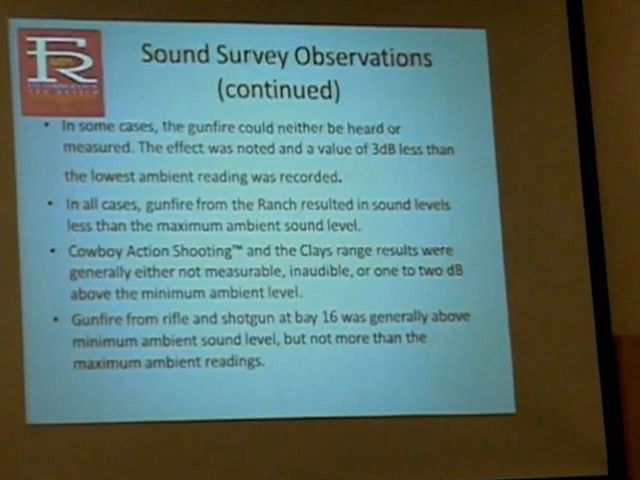 FR
Sound Survey Observations
(continued)
• In some cases, the gunfire could neither be heard or
measured. The effect was noted and a value of 3dB less than
the lowest ambient reading was recorded.
• In all cases, gunfire from the Ranch resulted in sound levels
less than the maximum ambient sound level.
• Cowboy Action Shooting™ and the Clays range results were
generally either not measurable, inaudible, or one to two dB
above the minimum ambient level.
• Gunfire from rifle and shotgun at bay 16 was generally above
minimum ambient sound level, but not more than the
maximum ambient readings.